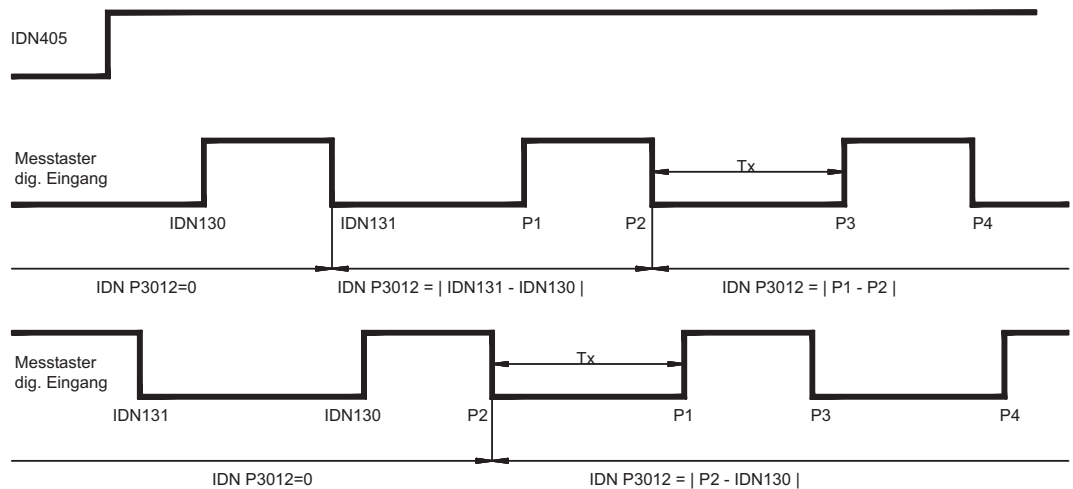 IDN405
Messtaster
dig. Eingang
Tx
IDN130
IDN131
P1
P2
P3
P4
IDN P3012=0
IDN P3012 = | IDN131 - IDN130 |
IDN P3012 = | P1 - P2 |
Messtaster
dig. Eingang
Tx
IDN131
IDN130
P2
P1
P3
P4
IDN P3012=0
IDN P3012 = | P2 - IDN130 |